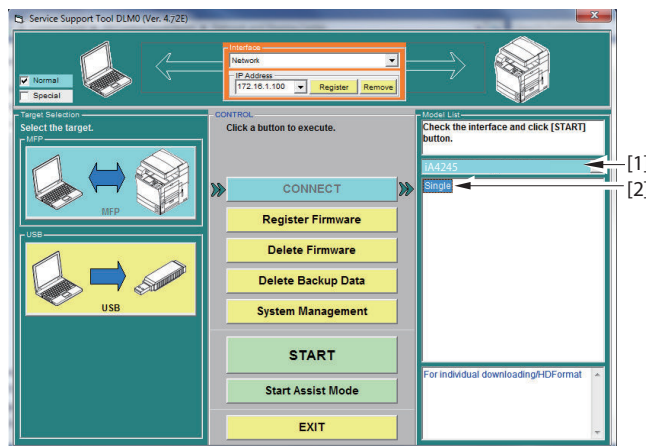 Service Support Tool DLM0 (Ver. 4.72E)
Interface
Network
IP Address
172.16.1.100
Register
Remove
Normal
Special
Target Selection
Select the target.
MFP
MFP
USB
USB
CONTROL
Click a button to execute.
CONNECT
Register Firmware
Delete Firmware
Delete Backup Data
System Management
START
Start Assist Mode
EXIT
Model List
Check the interface and click [START]
button.
iA4245
[1]
Single
[2]
For individual downloading/HDFormat